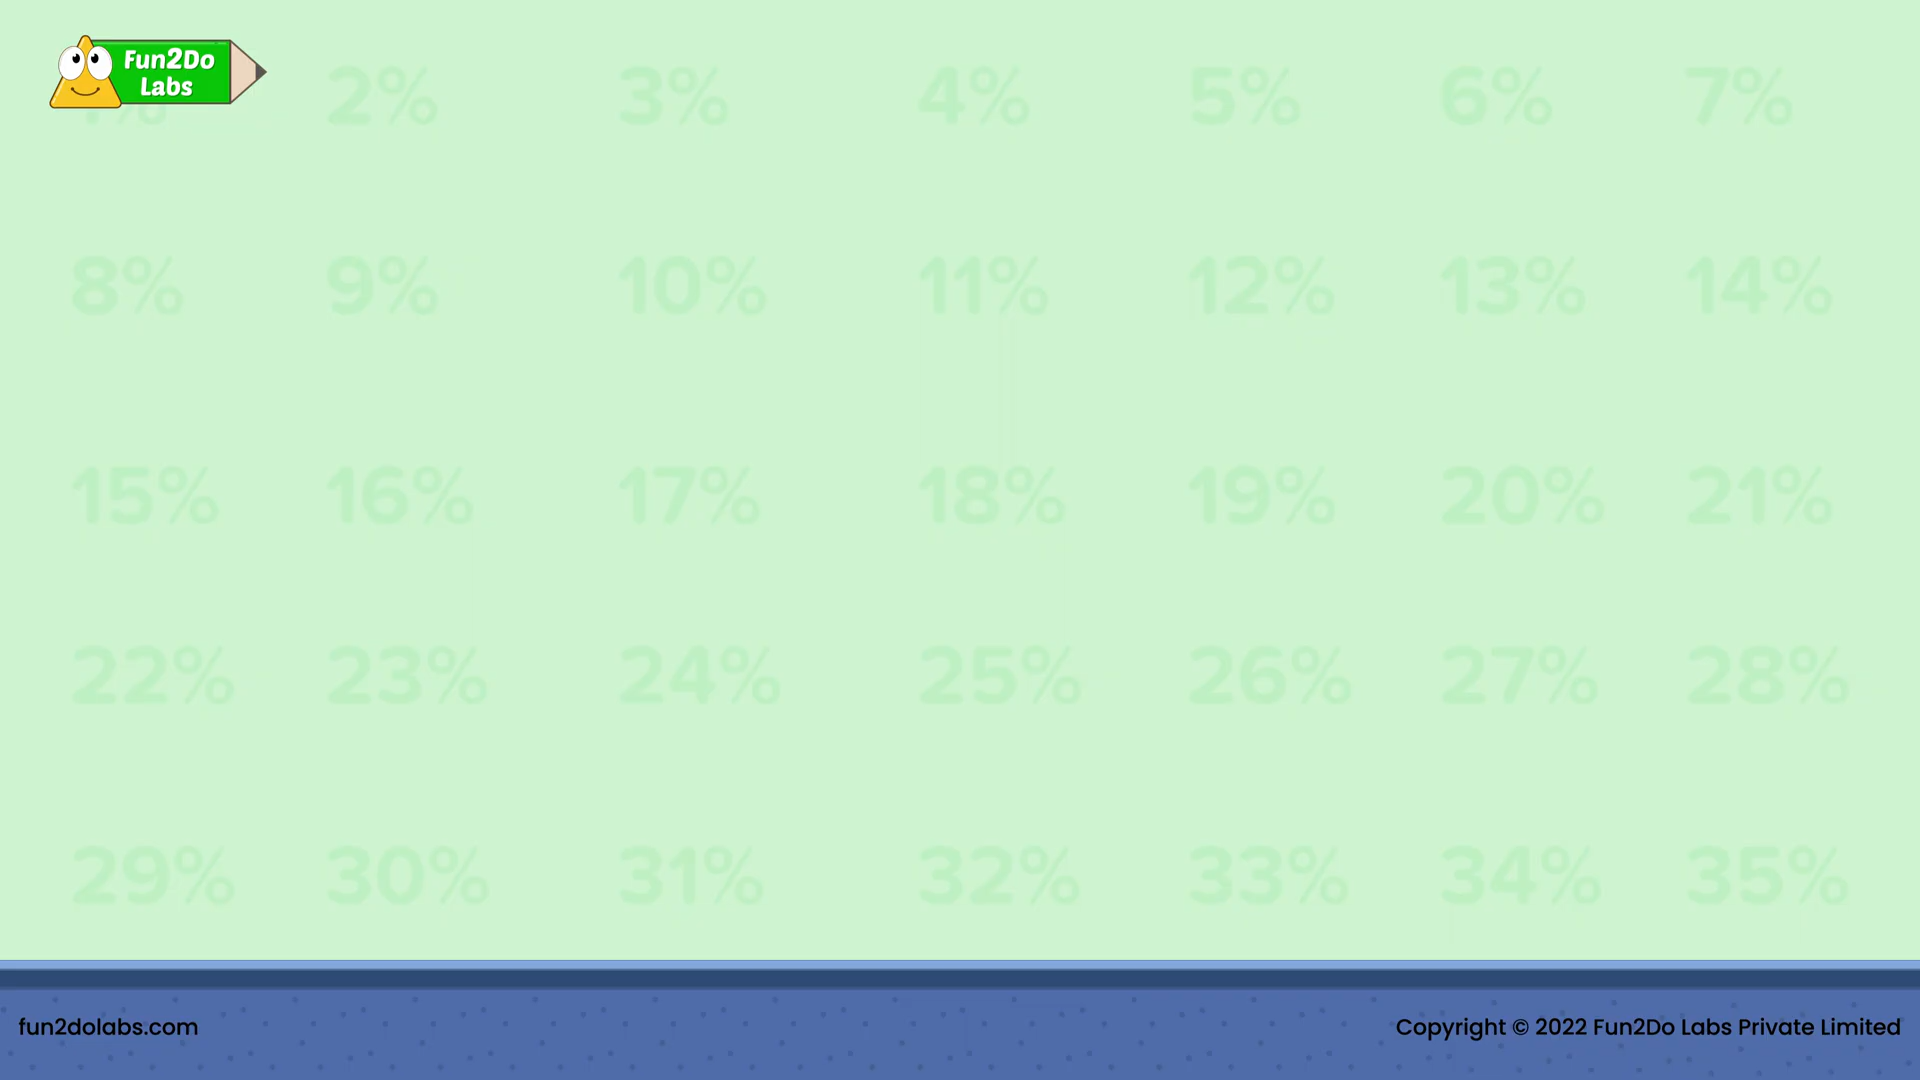 Fun2Do
Labs
1% 2% 3% 4% 5% 6% 7%
8% 9% 10% 11% 12% 13% 14%
15% 16% 17% 18% 19% 20% 21%
22% 23% 24% 25% 26% 27% 28%
29% 30% 31% 32% 33% 34% 35%
fun2dolabs.com
Copyright © 2022 Fun2Do Labs Private Limited